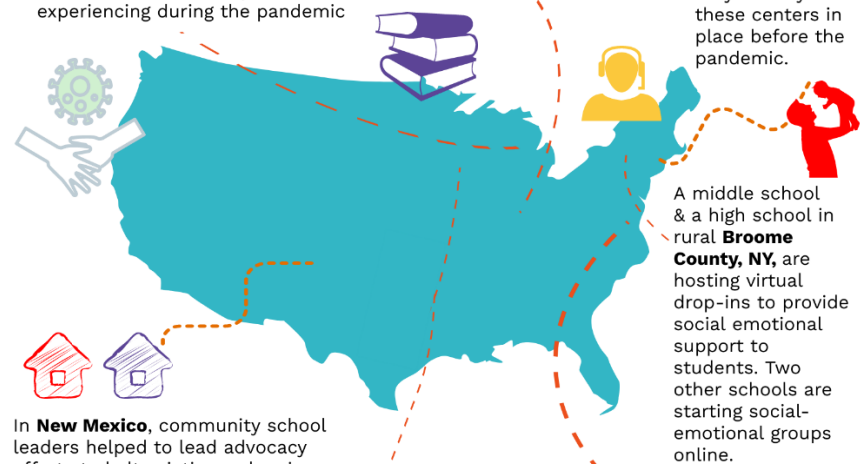 experiencing during the pandemic
these centers in
place before the
pandemic.
A middle school
& a high school in
rural Broome
County, NY, are
hosting virtual
drop-ins to provide
social emotional
support to
students. Two
other schools are
starting social-
emotional groups
online.
In New Mexico, community school
leaders helped to lead advocacy